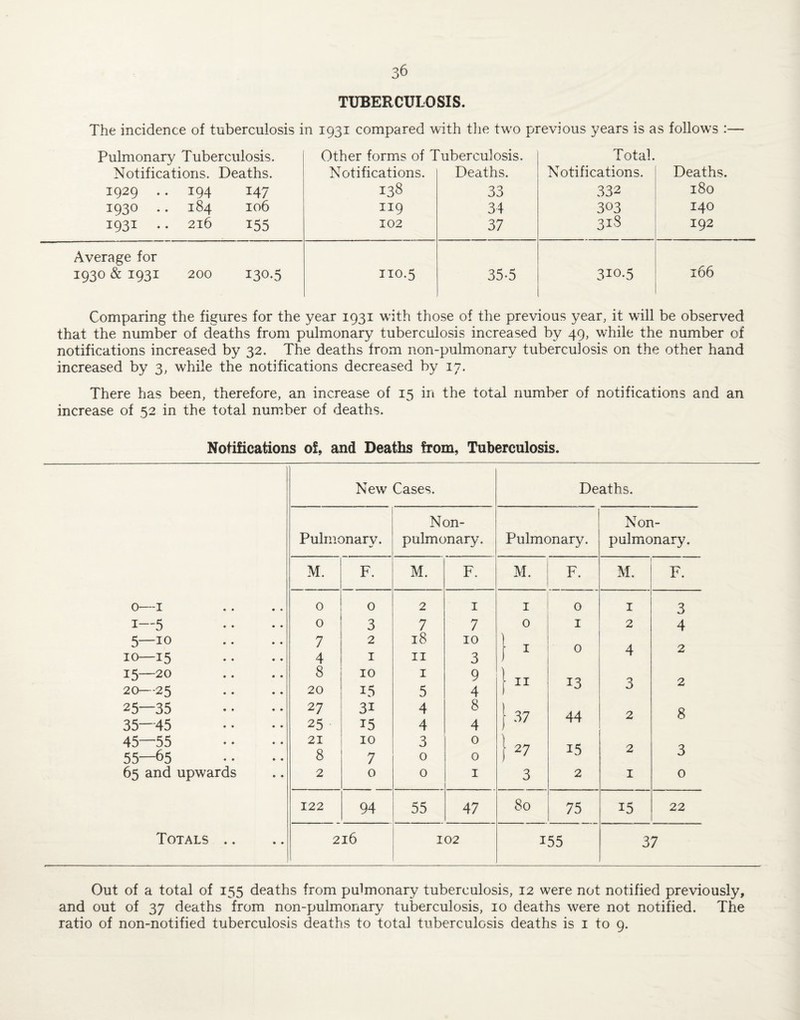 36
TUBERCULOSIS.
The incidence of tuberculosis in 1931 compared with the two previous years is as follows :—
Pulmonary Tuberculosis. Other forms of Tuberculosis. Total.
Notifications. Deaths. Notifications. Deaths. Notifications. Deaths.
1929 .. 194 147 138 33 332 180
1930 .. 184 106 119 34 303 140
1931 .. 216 155 102 37 318 192
Average for
1930 & 1931 200 130.5 110.5 35.5 310.5 166
Comparing the figures for the year 1931 with those of the previous year, it will be observed
that the number of deaths from pulmonary tuberculosis increased by 49, while the number of
notifications increased by 32. The deaths from non-pulmonary tuberculosis on the other hand
increased by 3, while the notifications decreased by 17.
There has been, therefore, an increase of 15 in the total number of notifications and an
increase of 52 in the total number of deaths.
Notifications of, and Deaths from, Tuberculosis.
New Cases. Deaths.
Pulmonary. Non-pulmonary. Pulmonary. Non-pulmonary.
M. F. M. F. M. F. M. F.
0—1 .. .. 0 0 2 1 1 0 1 3
1—5 .. .. 0 3 7 7 0 1 2 4
5—10 .. .. 7 2 18 10
10—15 .. .. 4 1 11 3 } 1 0 4 2
15—20 .. .. 8 10 1 9
20—25 .. .. 20 15 5 4 } 11 13 3 2
25—35 .. .. 27 31 4 8
35—45 .. .. 25 15 4 4 } 37 44 2 8
45—55 .. .. 21 10 3 0
55—65 .. .. 8 7 0 0 } 27 15 2 3
65 and upwards .. 2 0 0 1 3 2 1 0
122 94 55 47 80 75 15 22
Totals .. .. 216 102 155 37
Out of a total of 155 deaths from pulmonary tuberculosis, 12 were not notified previously,
and out of 37 deaths from non-pulmonary tuberculosis, 10 deaths were not notified. The
ratio of non-notified tuberculosis deaths to total tuberculosis deaths is 1 to 9.